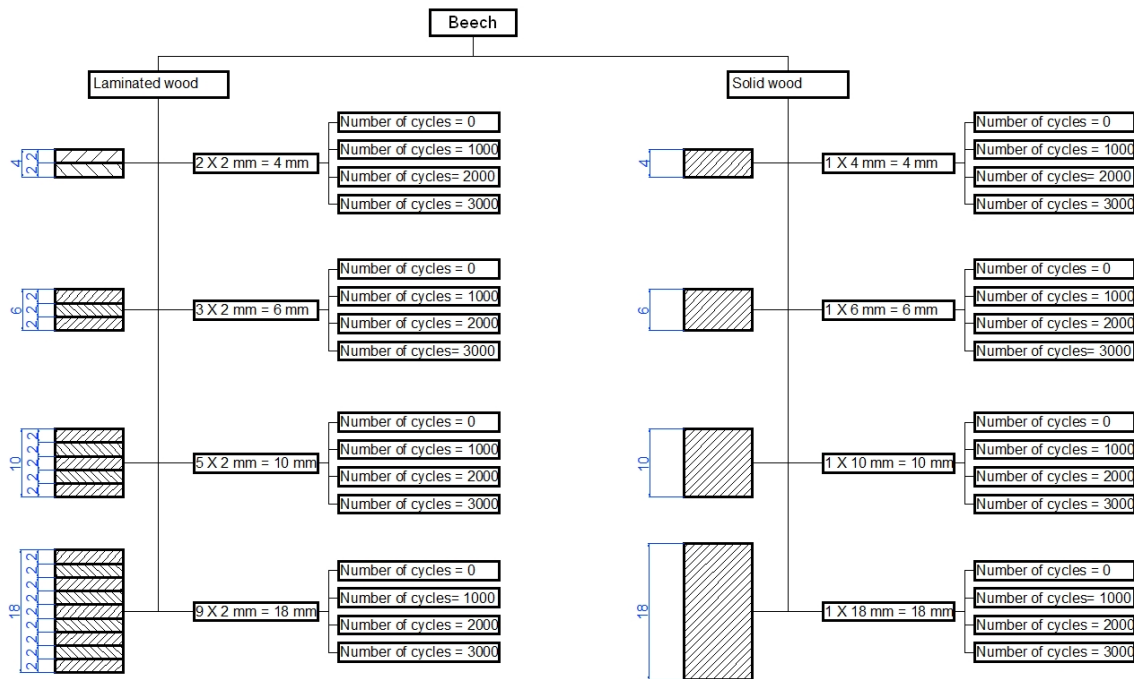 Beech
Laminated wood
Solid wood
4
2
2
2 X 2 mm = 4 mm
Number of cycles = 0
Number of cycles = 1000
Number of cycles= 2000
Number of cycles = 3000
4
1 X 4 mm = 4 mm
Number of cycles = 0
Number of cycles = 1000
Number of cycles= 2000
Number of cycles = 3000
6
2
2
2
3 X 2 mm = 6 mm
Number of cycles = 0
Number of cycles = 1000
Number of cycles = 2000
Number of cycles= 3000
6
1 X 6 mm = 6 mm
Number of cycles = 0
Number of cycles = 1000
Number of cycles = 2000
Number of cycles= 3000
10
2
2
2
2
2
5 X 2 mm = 10 mm
Number of cycles = 0
Number of cycles = 1000
Number of cycles = 2000
Number of cycles = 3000
10
1 X 10 mm = 10 mm
Number of cycles = 0
Number of cycles = 1000
Number of cycles = 2000
Number of cycles = 3000
18
2
2
2
2
2
2
2
2
2
9 X 2 mm = 18 mm
Number of cycles = 0
Number of cycles= 1000
Number of cycles = 2000
Number of cycles = 3000
18
1 X 18 mm = 18 mm
Number of cycles = 0
Number of cycles= 1000
Number of cycles = 2000
Number of cycles = 3000